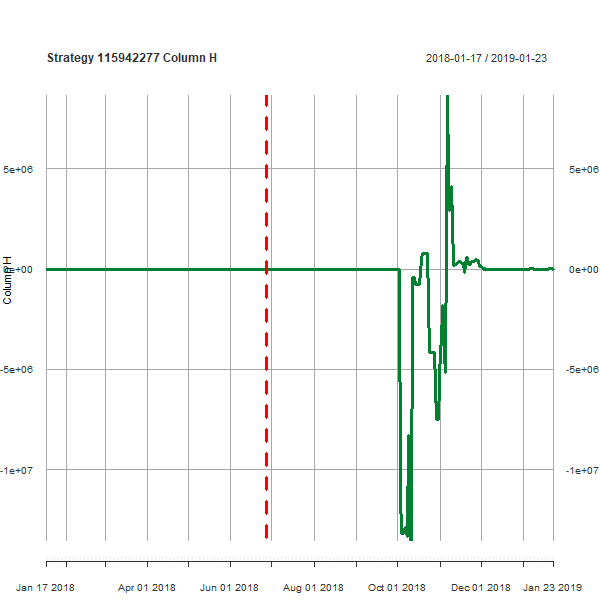 Strategy 115942277 Column H
2018-01-17 / 2019-01-23
5e+06 5e+06
0e+00 0e+00
Column H
-5e+06 -5e+06
-1e+07 -1e+07
Jan 17 2018 Apr 01 2018 Jun 01 2018 Aug 01 2018 Oct 01 2018 Dec 01 2018 Jan 23 2019